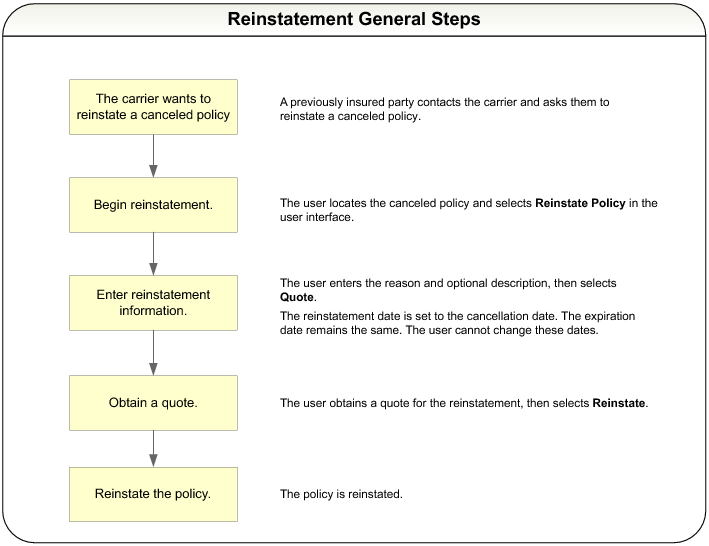 Reinstatement General Steps
The carrier wants to
reinstate a canceled policy
A previously insured party contacts the carrier and asks them to
reinstate a canceled policy.
Begin reinstatement.
The user locates the canceled policy and selects Reinstate Policy in the
user interface.
Enter reinstatement
information.
The user enters the reason and optional description, then selects
Quote.
The reinstatement date is set to the cancellation date. The expiration
date remains the same. The user cannot change these dates.
Obtain a quote.
The user obtains a quote for the reinstatement, then selects Reinstate.
Reinstate the policy.
The policy is reinstated.